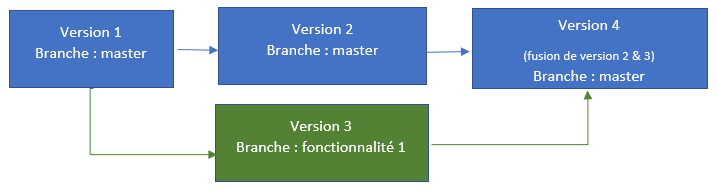 Version 1
Branche : master
Version 2
Branche : master
Version 4
(fusion de version 2 & 3)
Branche : master
Version 3
Branche : fonctionnalité 1